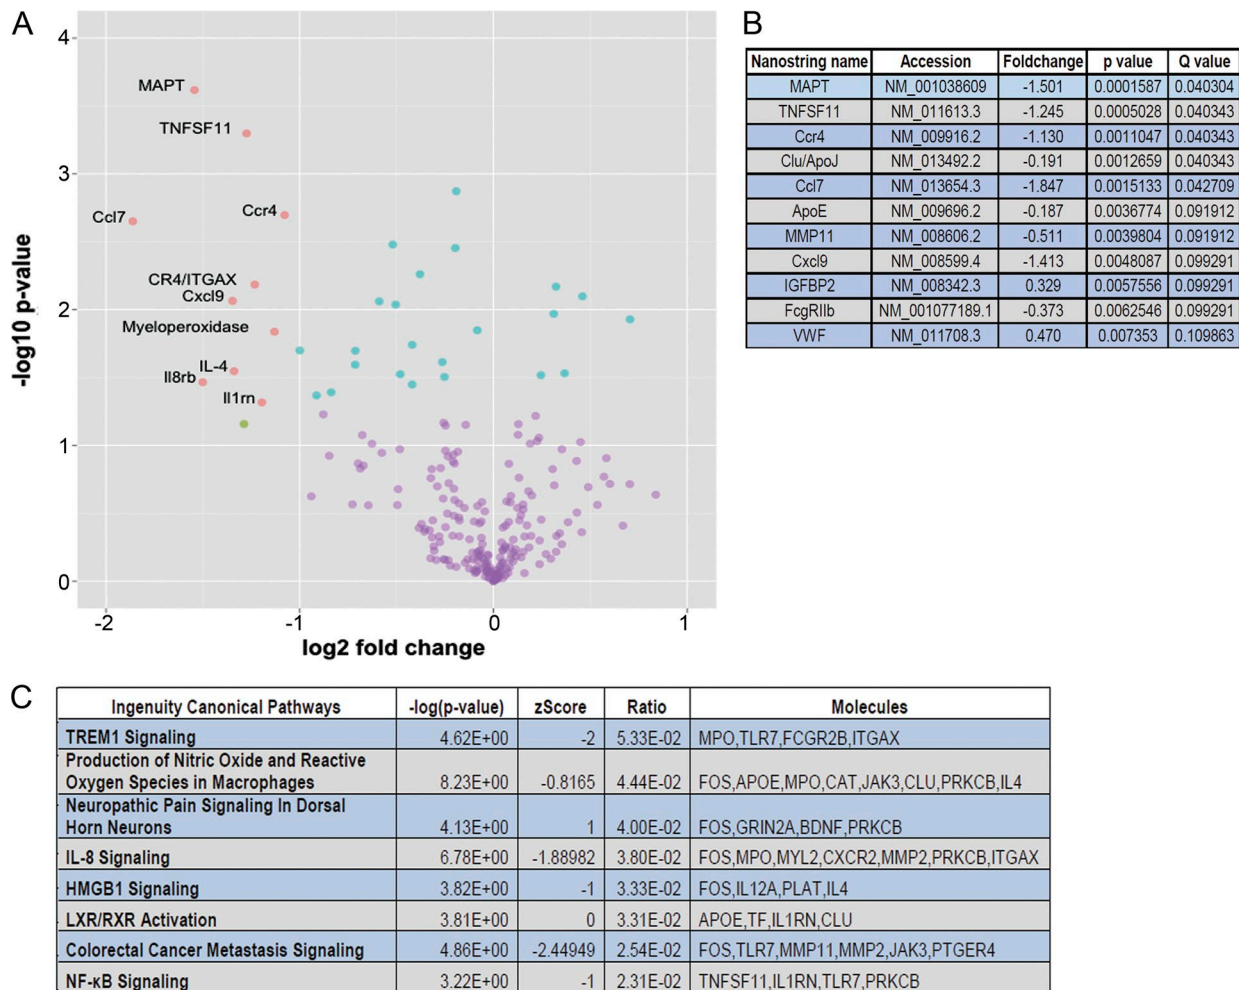 A
4
3
2
1
0
-log10 p-value
MAPT
TNFSF11
Ccl7
Ccr4
CR4/ITGAX
Cxcl9
Myeloperoxidase
IL-4
Il8rb
Il1rn
-2
-1
0
1
log2 fold change
B
Nanostring name Accession Foldchange p value Q value
MAPT NM_001038609 -1.501 0.0001587 0.040304
TNFSF11 NM_011613.3 -1.245 0.0005028 0.040343
Ccr4 NM_009916.2 -1.130 0.0011047 0.040343
Clu/ApoJ NM_013492.2 -0.191 0.0012659 0.040343
Ccl7 NM_013654.3 -1.847 0.0015133 0.042709
ApoE NM_009696.2 -0.187 0.0036774 0.091912
MMP11 NM_008606.2 -0.511 0.0039804 0.091912
Cxcl9 NM_008599.4 -1.413 0.0048087 0.099291
IGFBP2 NM_008342.3 0.329 0.0057556 0.099291
FcgRIIb NM_001077189.1 -0.373 0.0062546 0.099291
VWF NM_011708.3 0.470 0.007353 0.109863
C
Ingenuity Canonical Pathways -log(p-value) zScore Ratio Molecules
TREM1 Signaling 4.62E+00 -2 5.33E-02 MPO,TLR7,FCGR2B,ITGAX
Production of Nitric Oxide and Reactive
Oxygen Species in Macrophages 8.23E+00 -0.8165 4.44E-02 FOS,APOE,MPO,CAT,JAK3,CLU,PRKCB,IL4
Neuropathic Pain Signaling In Dorsal
Horn Neurons 4.13E+00 1 4.00E-02 FOS,GRIN2A,BDNF,PRKCB
IL-8 Signaling 6.78E+00 -1.88982 3.80E-02 FOS,MPO,MYL2,CXCR2,MMP2,PRKCB,ITGAX
HMGB1 Signaling 3.82E+00 -1 3.33E-02 FOS,IL12A,PLAT,IL4
LXR/RXR Activation 3.81E+00 0 3.31E-02 APOE,TF,IL1RN,CLU
Colorectal Cancer Metastasis Signaling 4.86E+00 -2.44949 2.54E-02 FOS,TLR7,MMP11,MMP2,JAK3,PTGER4
NF-κB Signaling 3.22E+00 -1 2.31E-02 TNFSF11,IL1RN,TLR7,PRKCB